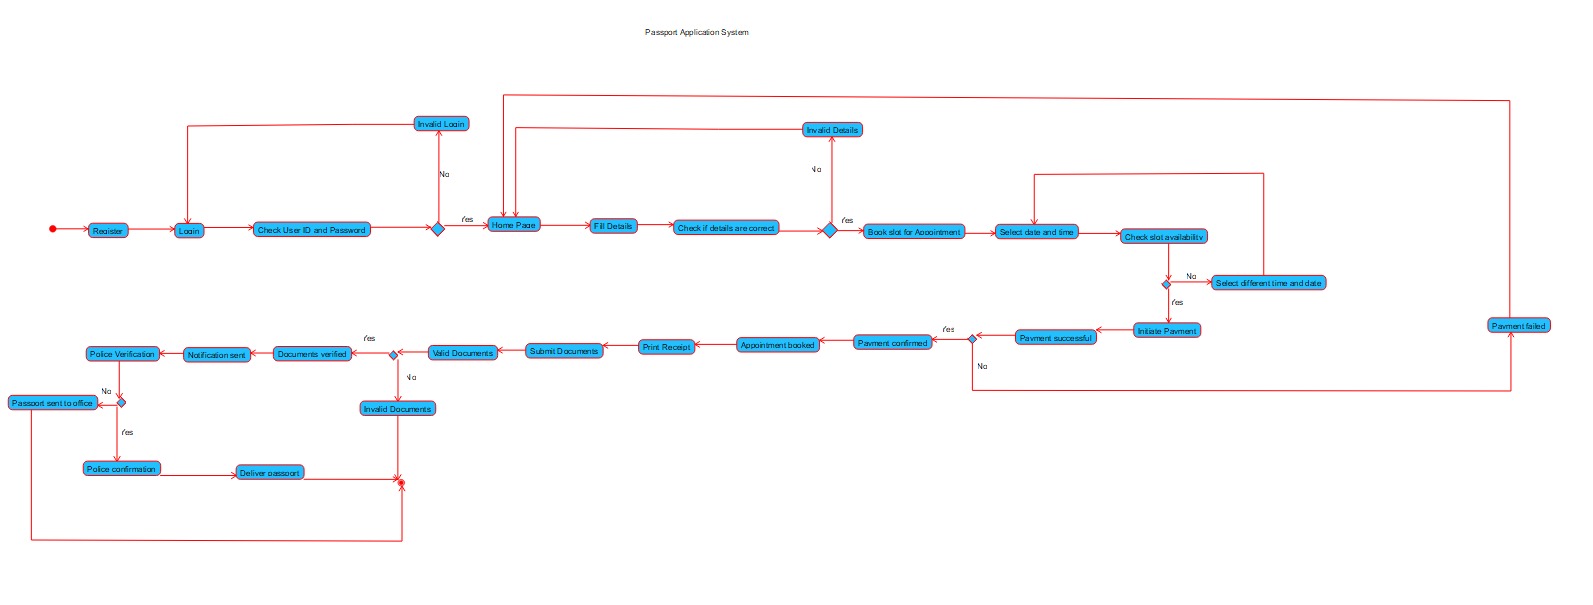 Passport Application System
Invalid Login
Invalid Details
No
No
Register
Login
Check User ID and Password
Yes
Home Page
Fill Details
Check if details are correct
Yes
Book slot for Appointment
Select date and time
Check slot availability
No
Select different time and date
Yes
Initiate Payment
Payment failed
Payment successful
Yes
No
Payment confirmed
Appointment booked
Print Receipt
Submit Documents
Valid Documents
Yes
No
Documents verified
Notification sent
Police Verification
Invalid Documents
No
Passport sent to office
Yes
Police confirmation
Deliver passport